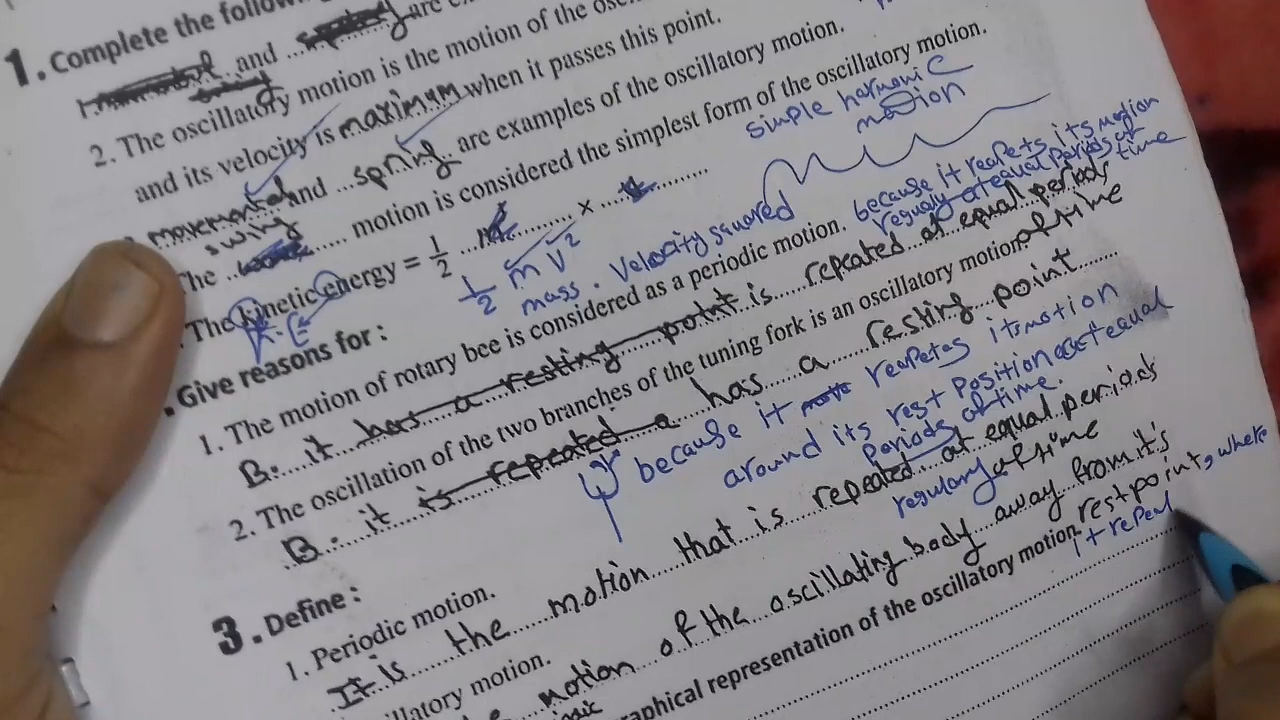 1. Complete the follow
and are e
2. The oscillatory motion is the motion of the os
and its velocity is maximum when it passes this point.
and ...spring are examples of the oscillatory motion.
swing
The motion is considered the simplest form of the oscillatory motion.
simple harmonic motion
The kinetic energy = 1/2 ... × ...
K.E 1/2 m v²
mass . Velocity squared
Give reasons for :
1. The motion of rotary bee is considered as a periodic motion. because it reapets its motion
regulary at equal periods of time
B. it has a resting point is repeated at equal periods of time
2. The oscillation of the two branches of the tuning fork is an oscillatory motion
B. it is repeated a has a resting point
because it reapetes its motion
around its rest position at equal
periods of time.
3. Define :
1. Periodic motion.
It is the motion that is repeated at equal periods of time
regulary
llatory motion.
motion of the oscillating body away from it's rest point, where
it repeat
raphical representation of the oscillatory motion